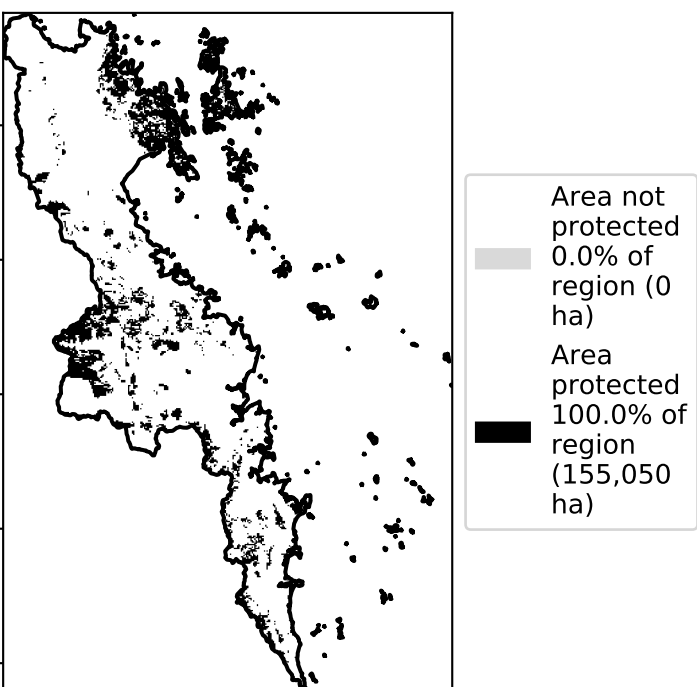 Area not
protected
0.0% of
region (0
ha)
Area
protected
100.0% of
region
(155,050
ha)